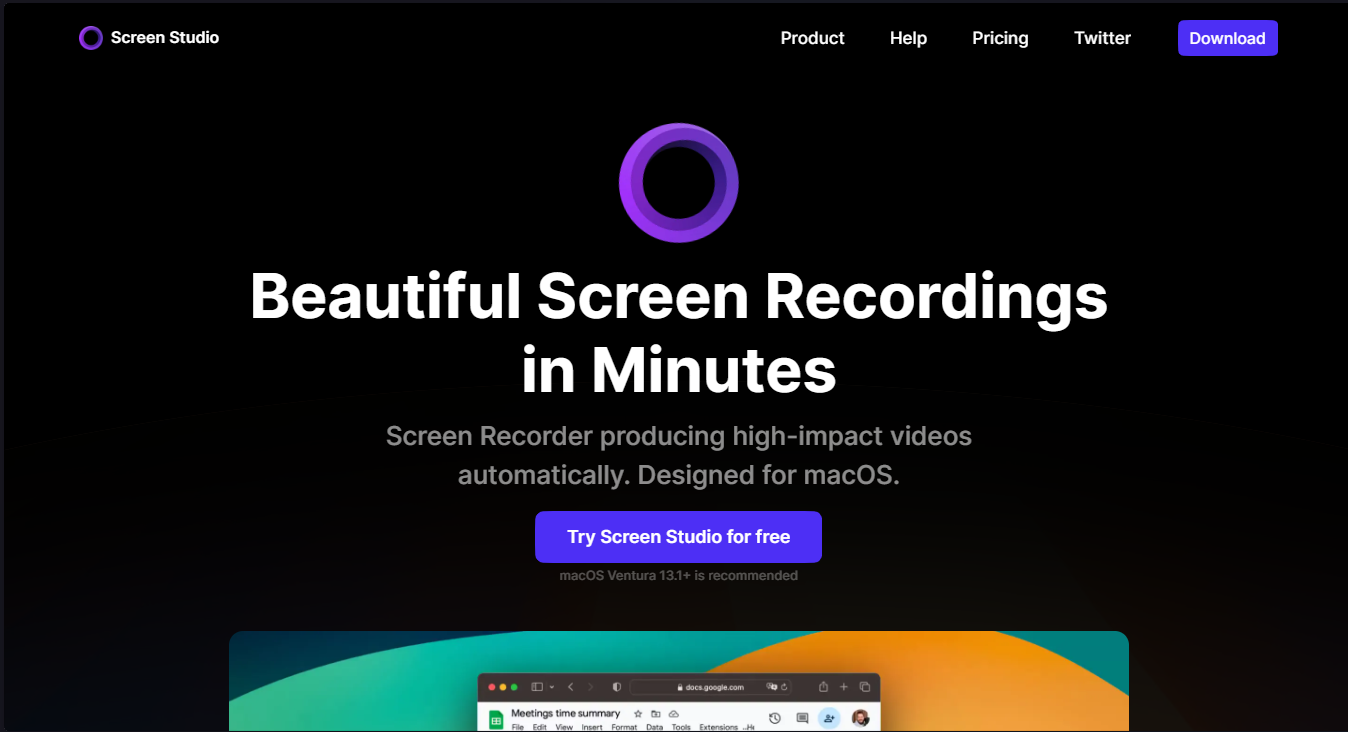 Screen Studio
Product
Help
Pricing
Twitter
Download
Beautiful Screen Recordings
in Minutes
Screen Recorder producing high-impact videos
automatically. Designed for macOS.
Try Screen Studio for free
macOS Ventura 13.1+ is recommended
docs.google.com
Meetings time summary
File Edit View Insert Format Data Tools Extensions